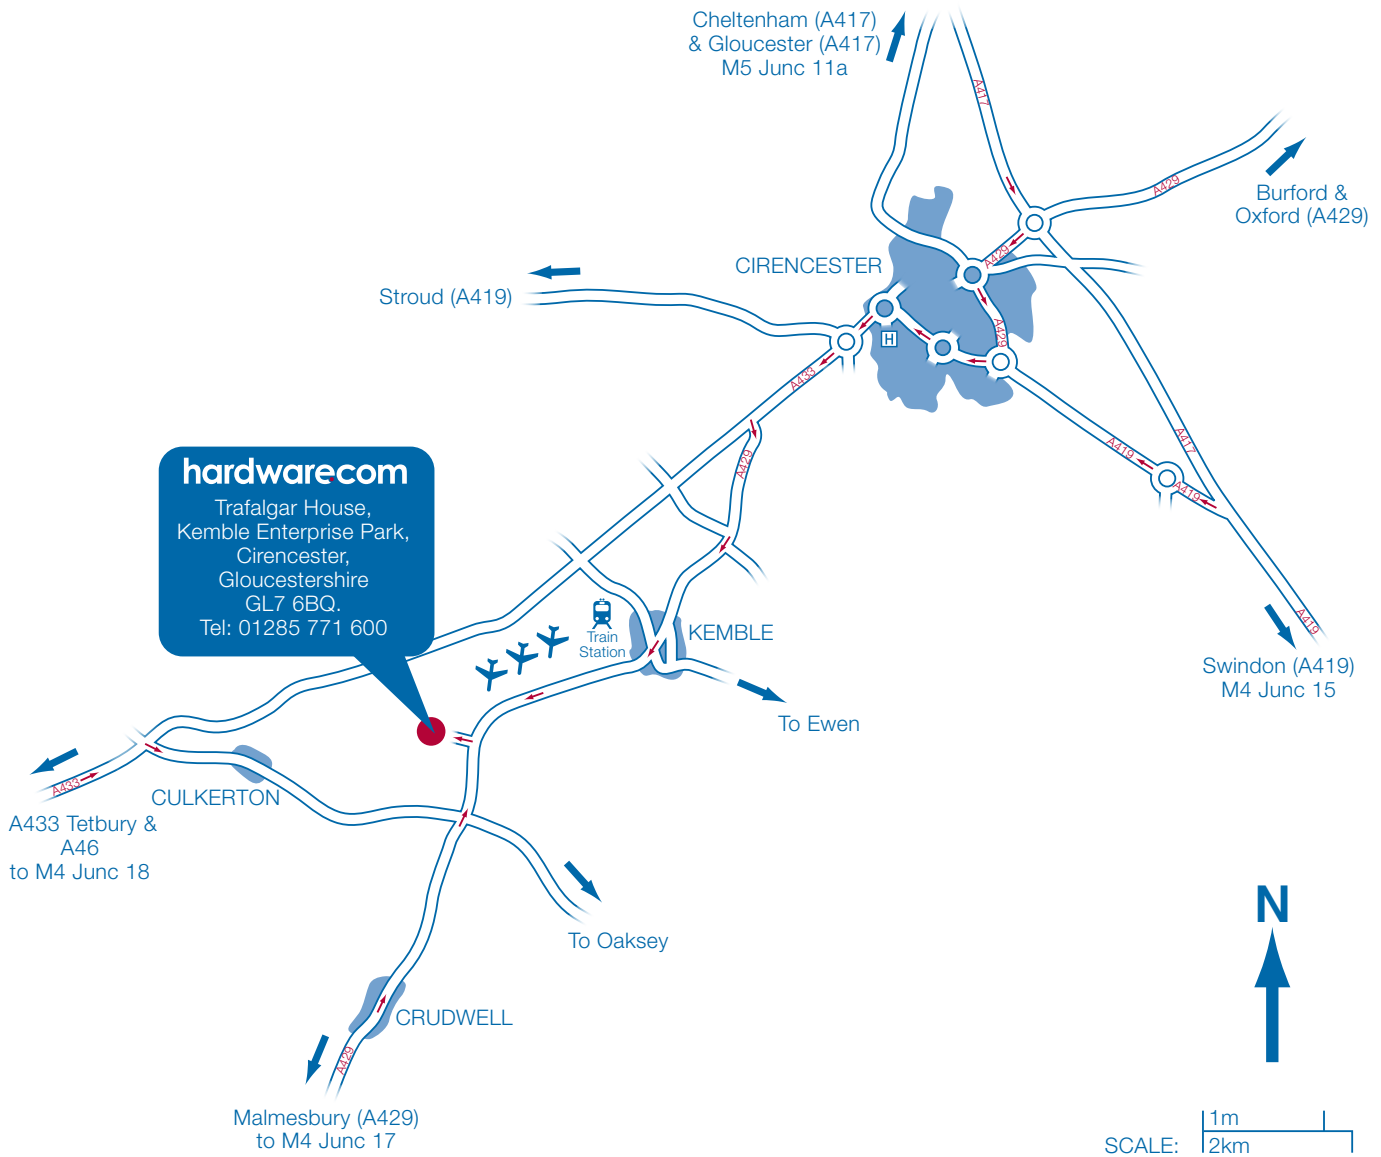 Cheltenham (A417)
& Gloucester (A417)
M5 Junc 11a
A417
A429
Burford &
Oxford (A429)
A429
CIRENCESTER
Stroud (A419)
H
A429
A433
A429
A419
A417
A419
A419
Swindon (A419)
M4 Junc 15
hardware.com
Trafalgar House,
Kemble Enterprise Park,
Cirencester,
Gloucestershire
GL7 6BQ.
Tel: 01285 771 600
Train
Station
KEMBLE
To Ewen
A433
CULKERTON
A433 Tetbury &
A46
to M4 Junc 18
To Oaksey
CRUDWELL
A429
Malmesbury (A429)
to M4 Junc 17
N
SCALE:
1m
2km